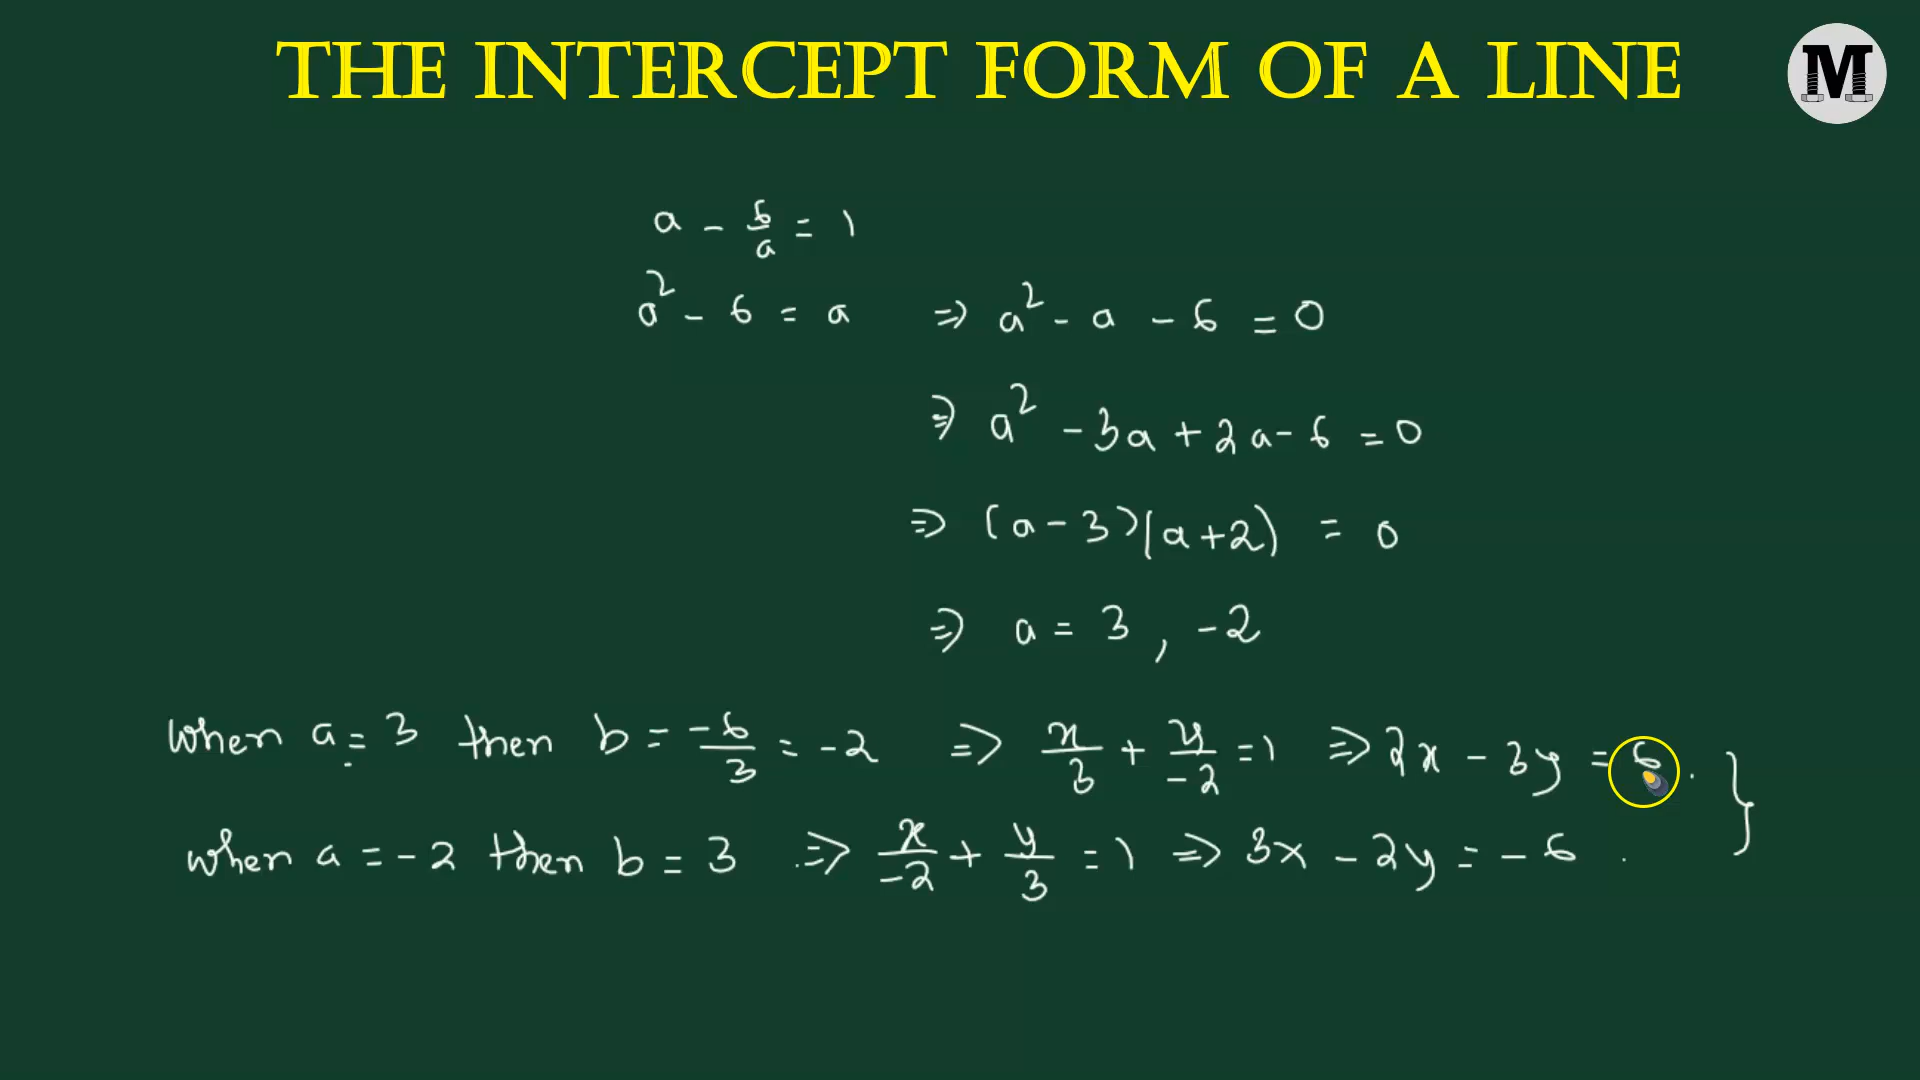 THE INTERCEPT FORM OF A LINE
M
a - 6/a = 1
a² - 6 = a ⇒ a² - a - 6 = 0
⇒ a² - 3a + 2a - 6 = 0
⇒ (a - 3)(a + 2) = 0
⇒ a = 3 , -2
when a = 3 then b = -6/3 = -2 ⇒ x/3 + y/-2 = 1 ⇒ 2x - 3y = 6 . }
when a = -2 then b = 3 ⇒ x/-2 + y/3 = 1 ⇒ 3x - 2y = -6 .